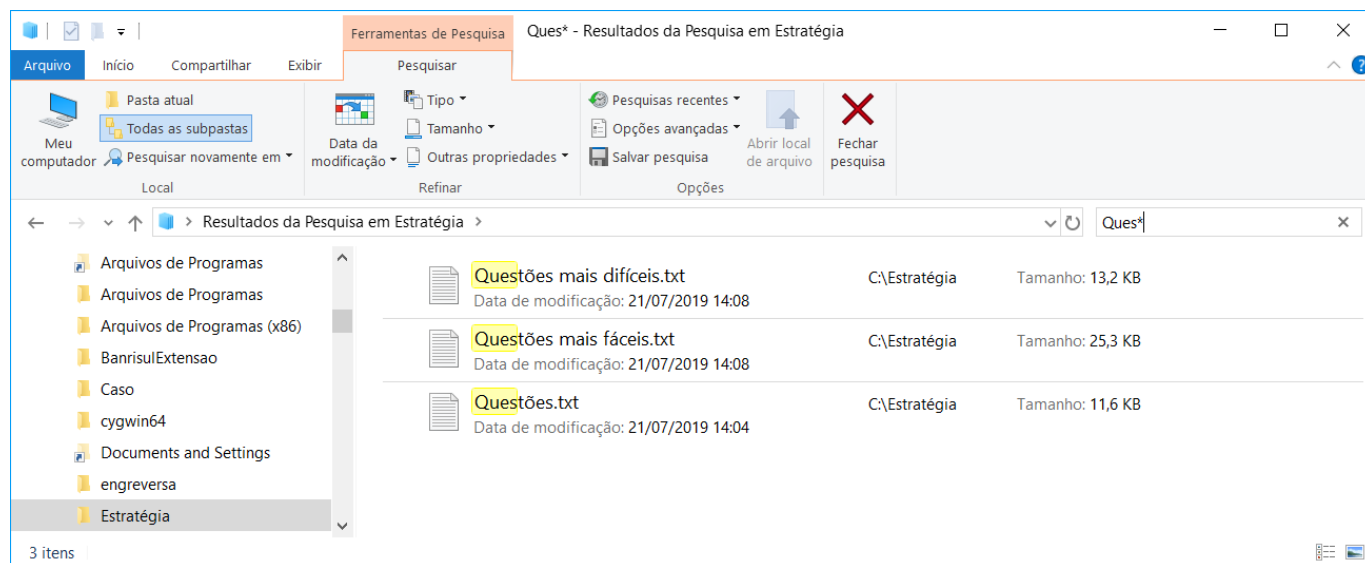 Ferramentas de Pesquisa
Ques* - Resultados da Pesquisa em Estratégia
Arquivo Início Compartilhar Exibir Pesquisar
Meu computador
Pasta atual
Todas as subpastas
Pesquisar novamente em
Local
Data da modificação
Tipo
Tamanho
Outras propriedades
Refinar
Pesquisas recentes
Opções avançadas
Salvar pesquisa
Abrir local de arquivo
Opções
Fechar pesquisa
Resultados da Pesquisa em Estratégia
Ques*
Arquivos de Programas
Arquivos de Programas
Arquivos de Programas (x86)
BanrisulExtensao
Caso
cygwin64
Documents and Settings
engreversa
Estratégia
Questões mais difíceis.txt C:\Estratégia Tamanho: 13,2 KB
Data de modificação: 21/07/2019 14:08
Questões mais fáceis.txt C:\Estratégia Tamanho: 25,3 KB
Data de modificação: 21/07/2019 14:08
Questões.txt C:\Estratégia Tamanho: 11,6 KB
Data de modificação: 21/07/2019 14:04
3 itens